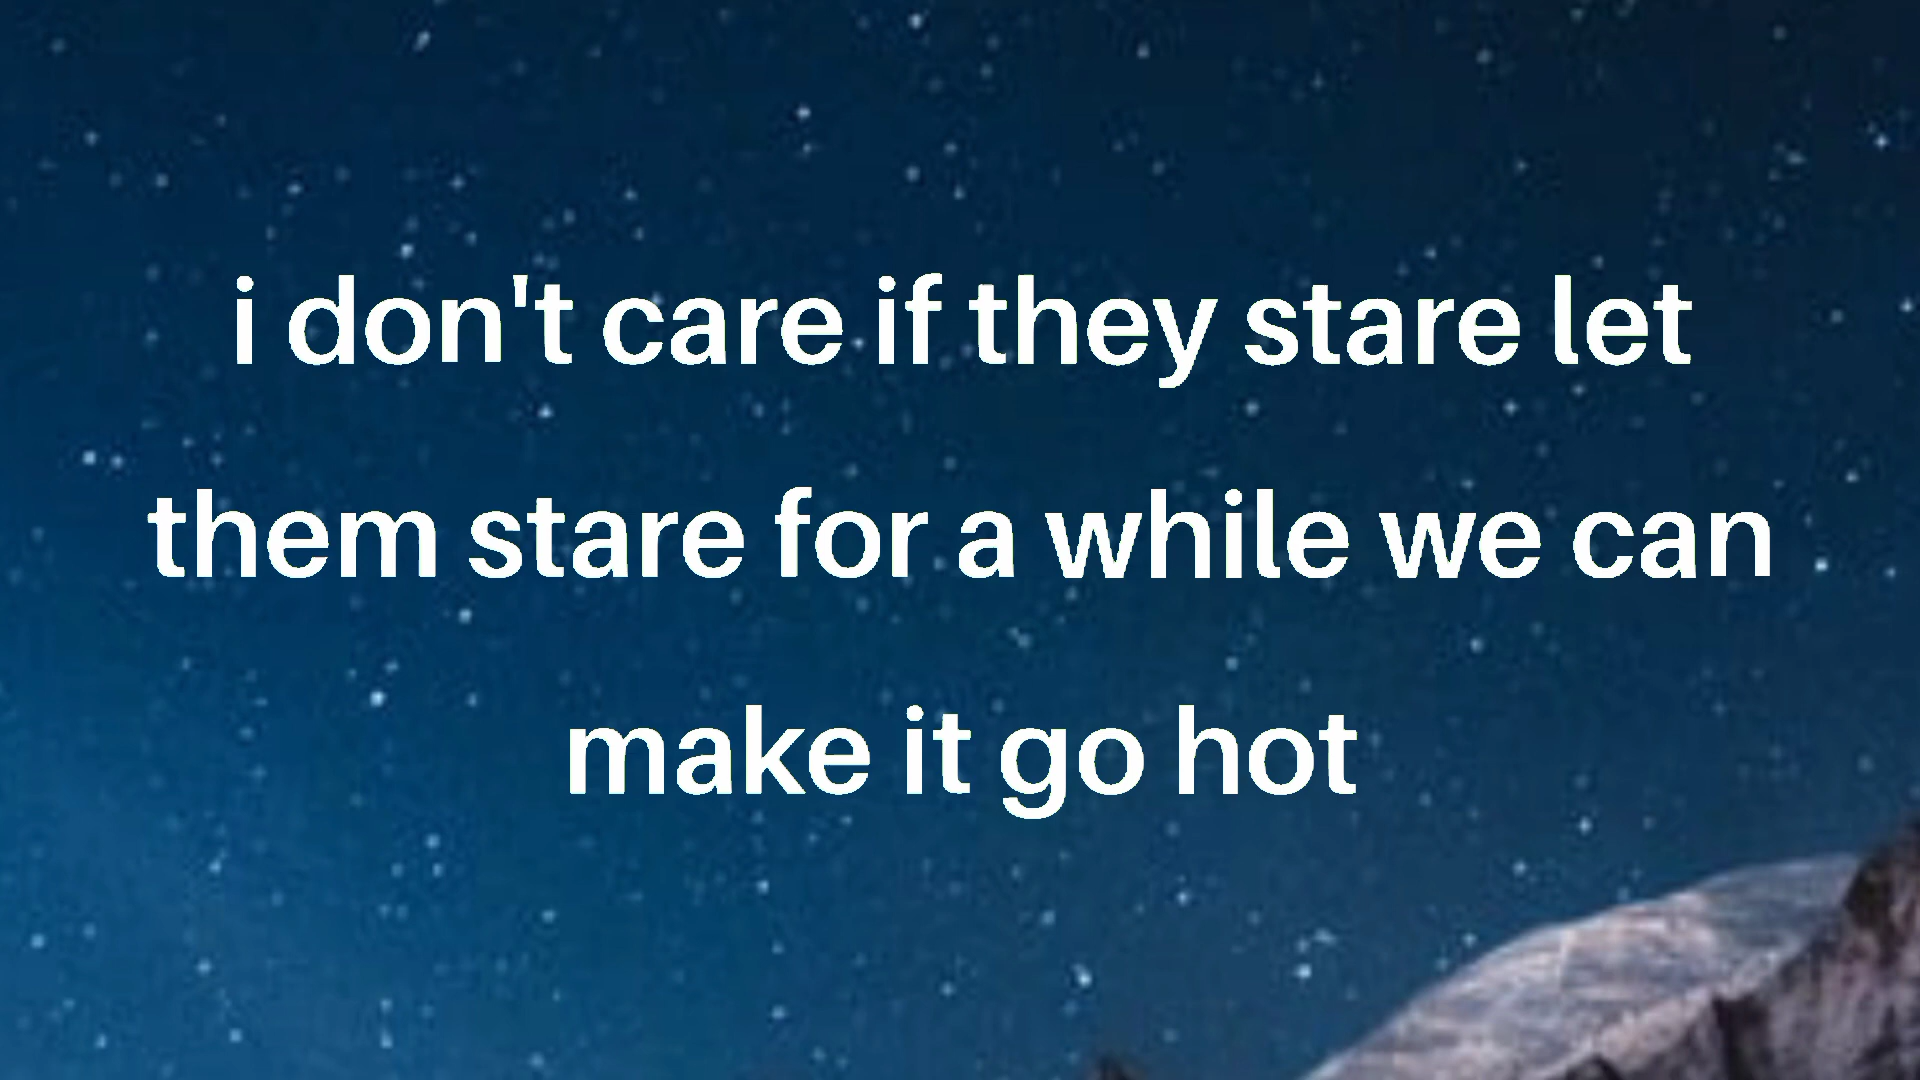 i don't care if they stare let
them stare for a while we can
make it go hot